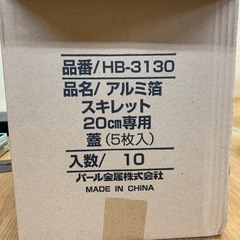 品番/HB-3130
品名/アルミ箔
スキレット
20cm専用
蓋(5枚入)
入数/ 10
パール金属株式会社
MADE IN CHINA